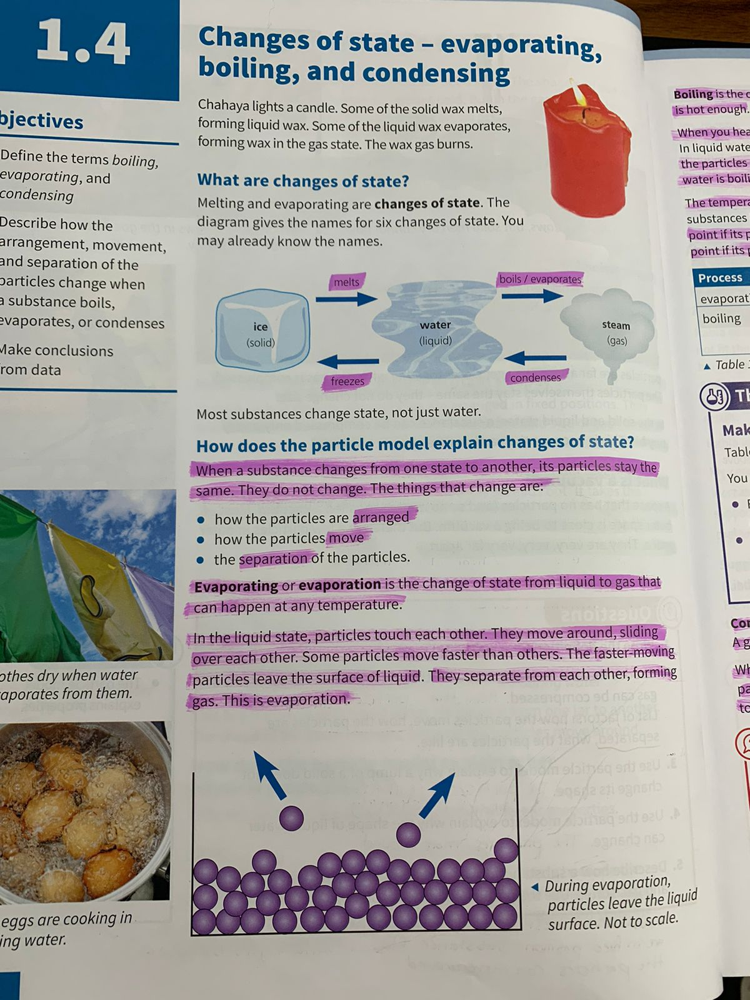 1.4
Changes of state – evaporating,
boiling, and condensing
Chahaya lights a candle. Some of the solid wax melts,
forming liquid wax. Some of the liquid wax evaporates,
forming wax in the gas state. The wax gas burns.
bjectives
Define the terms boiling,
evaporating, and
condensing
Describe how the
arrangement, movement,
and separation of the
particles change when
a substance boils,
evaporates, or condenses
Make conclusions
from data
What are changes of state?
Melting and evaporating are changes of state. The
diagram gives the names for six changes of state. You
may already know the names.
melts
boils / evaporates
ice
(solid)
water
(liquid)
steam
(gas)
freezes
condenses
Most substances change state, not just water.
How does the particle model explain changes of state?
When a substance changes from one state to another, its particles stay the
same. They do not change. The things that change are:
• how the particles are arranged
• how the particles move
• the separation of the particles.
Evaporating or evaporation is the change of state from liquid to gas that
can happen at any temperature.
In the liquid state, particles touch each other. They move around, sliding
over each other. Some particles move faster than others. The faster-moving
particles leave the surface of liquid. They separate from each other, forming
gas. This is evaporation.
othes dry when water
aporates from them.
eggs are cooking in
ing water.
◄ During evaporation,
particles leave the liquid
surface. Not to scale.
Boiling is the c
is hot enough.
When you hea
In liquid wate
the particles
water is boili
The tempera
substances
point if its p
point if its
Process
evaporat
boiling
▲ Table
Th
Mak
Table
You
Con
A g
Wh
pa
to